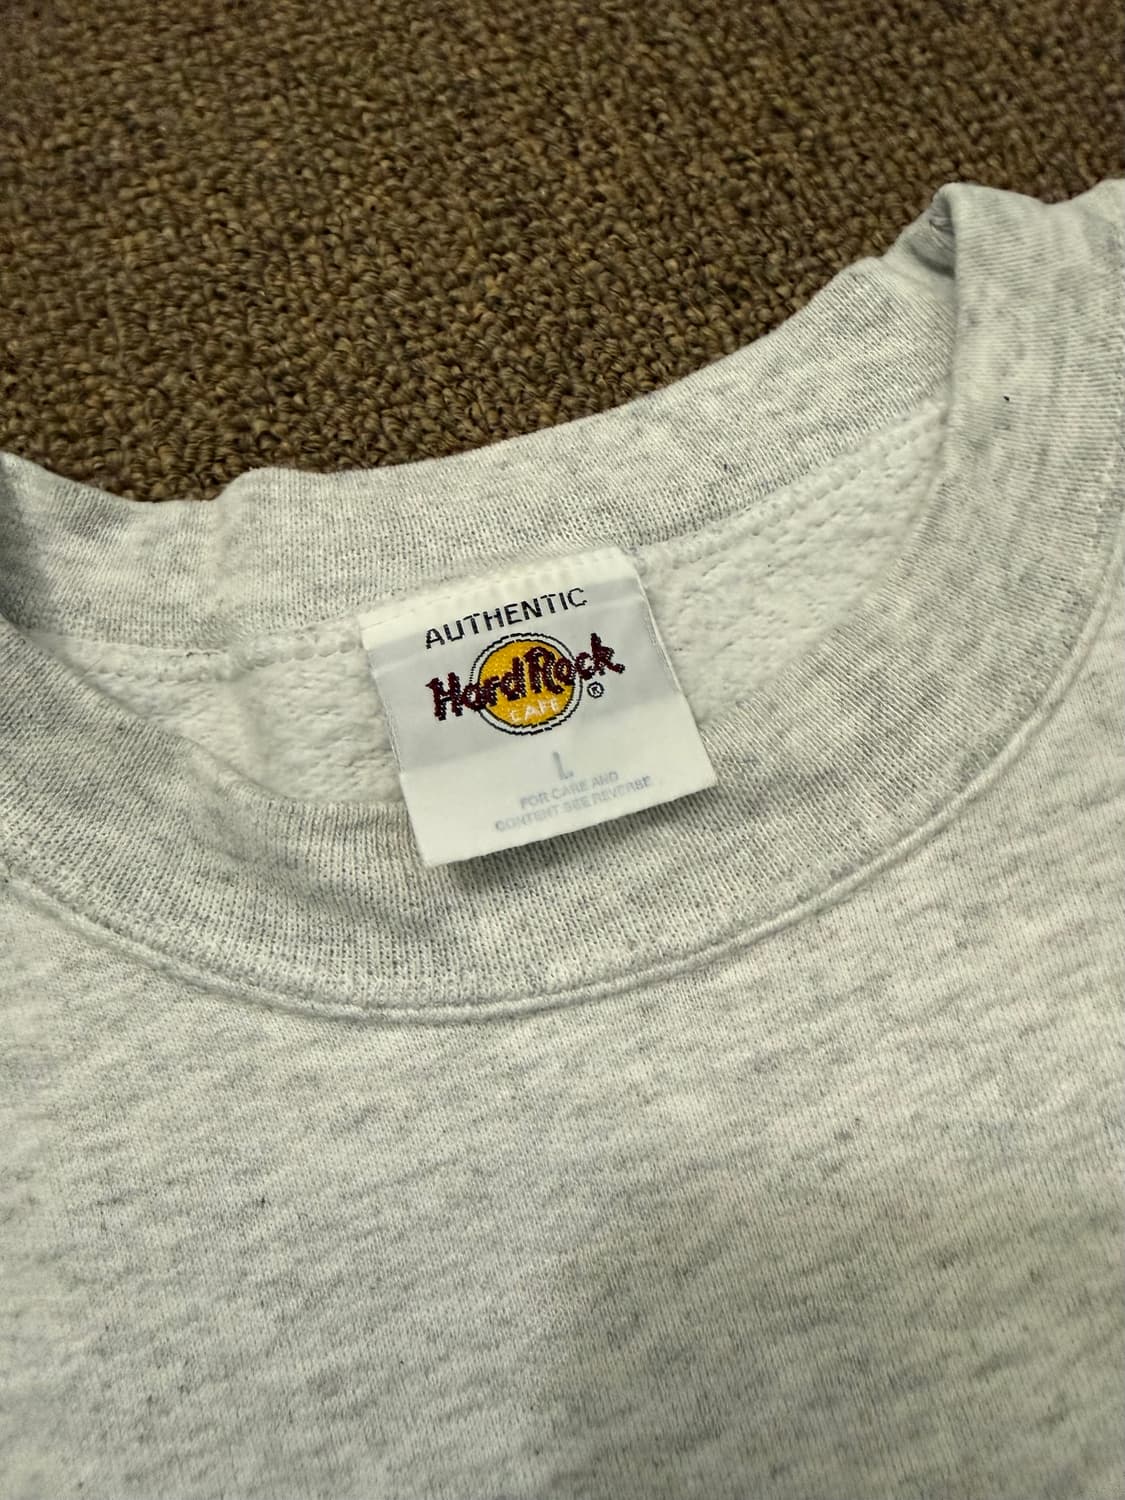 AUTHENTIC
Hard Rock
CAFE ®
L
FOR CARE AND
CONTENT SEE REVERSE